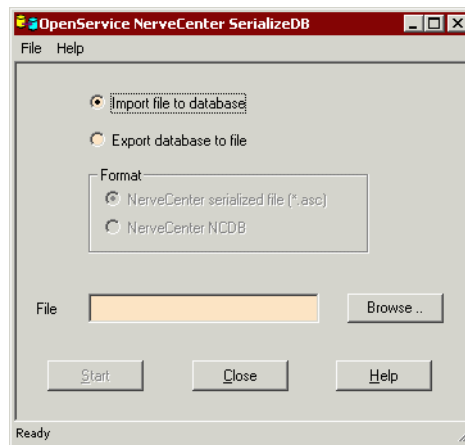 OpenService NerveCenter SerializeDB
File Help
Import file to database
Export database to file
Format
NerveCenter serialized file (*.asc)
NerveCenter NCDB
File
Browse ..
Start Close Help
Ready